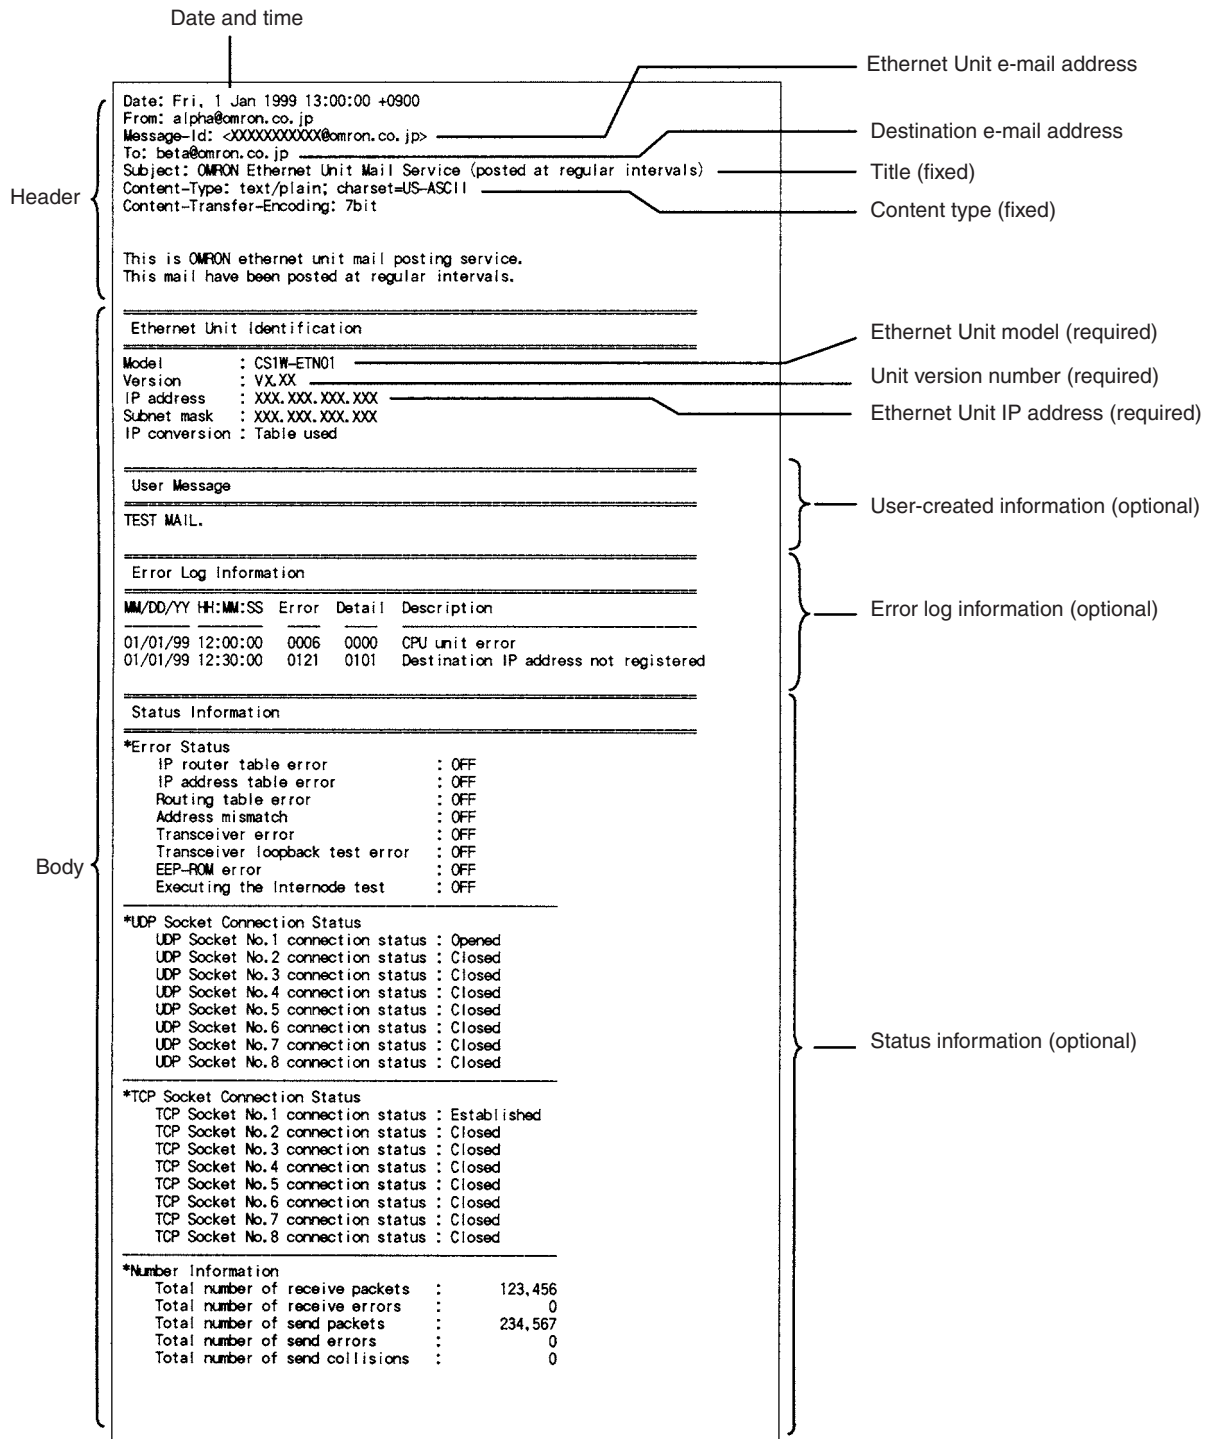 Date and time
Ethernet Unit e-mail address
Date: Fri, 1 Jan 1999 13:00:00 +0900
From: alpha@omron.co.jp
Message-Id: <XXXXXXXXXXX@omron.co.jp>
Destination e-mail address
To: beta@omron.co.jp
Subject: OMRON Ethernet Unit Mail Service (posted at regular intervals)
Title (fixed)
Content-Type: text/plain; charset=US-ASCII
Header
Content-Transfer-Encoding: 7bit
Content type (fixed)
This is OMRON ethernet unit mail posting service.
This mail have been posted at regular intervals.
Ethernet Unit Identification
Ethernet Unit model (required)
Model : CS1W-ETN01
Version : VX.XX
Unit version number (required)
IP address : XXX.XXX.XXX.XXX
Ethernet Unit IP address (required)
Subnet mask : XXX.XXX.XXX.XXX
IP conversion : Table used
User Message
User-created information (optional)
TEST MAIL.
Error Log Information
MM/DD/YY HH:MM:SS Error Detail Description
Error log information (optional)
01/01/99 12:00:00 0006 0000 CPU unit error
01/01/99 12:30:00 0121 0101 Destination IP address not registered
Status Information
*Error Status
IP router table error : OFF
IP address table error : OFF
Routing table error : OFF
Address mismatch : OFF
Transceiver error : OFF
Transceiver loopback test error : OFF
Body
EEP-ROM error : OFF
Executing the Internode test : OFF
*UDP Socket Connection Status
UDP Socket No.1 connection status : Opened
UDP Socket No.2 connection status : Closed
UDP Socket No.3 connection status : Closed
UDP Socket No.4 connection status : Closed
UDP Socket No.5 connection status : Closed
UDP Socket No.6 connection status : Closed
UDP Socket No.7 connection status : Closed
UDP Socket No.8 connection status : Closed
Status information (optional)
*TCP Socket Connection Status
TCP Socket No.1 connection status : Established
TCP Socket No.2 connection status : Closed
TCP Socket No.3 connection status : Closed
TCP Socket No.4 connection status : Closed
TCP Socket No.5 connection status : Closed
TCP Socket No.6 connection status : Closed
TCP Socket No.7 connection status : Closed
TCP Socket No.8 connection status : Closed
*Number Information
Total number of receive packets : 123,456
Total number of receive errors : 0
Total number of send packets : 234,567
Total number of send errors : 0
Total number of send collisions : 0